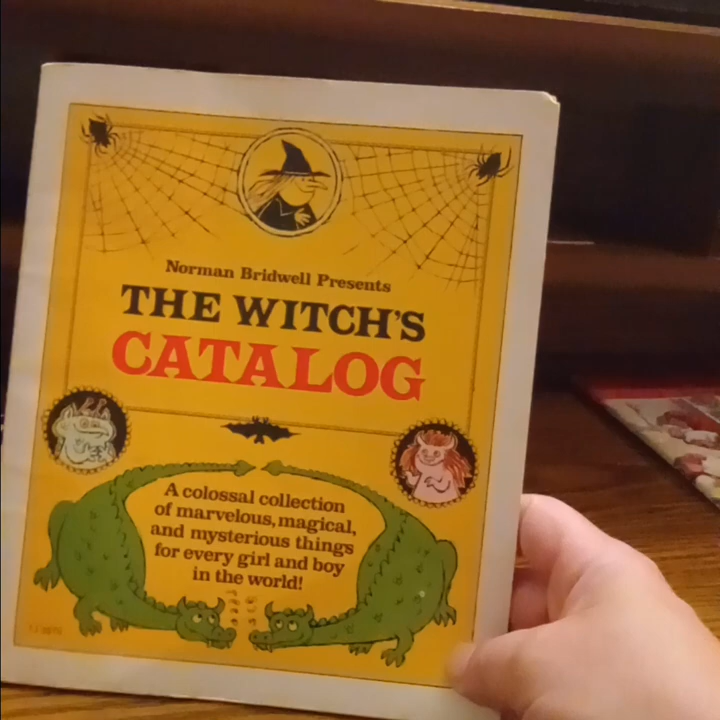 Norman Bridwell Presents
THE WITCH'S
CATALOG
A colossal collection
of marvelous, magical,
and mysterious things
for every girl and boy
in the world!